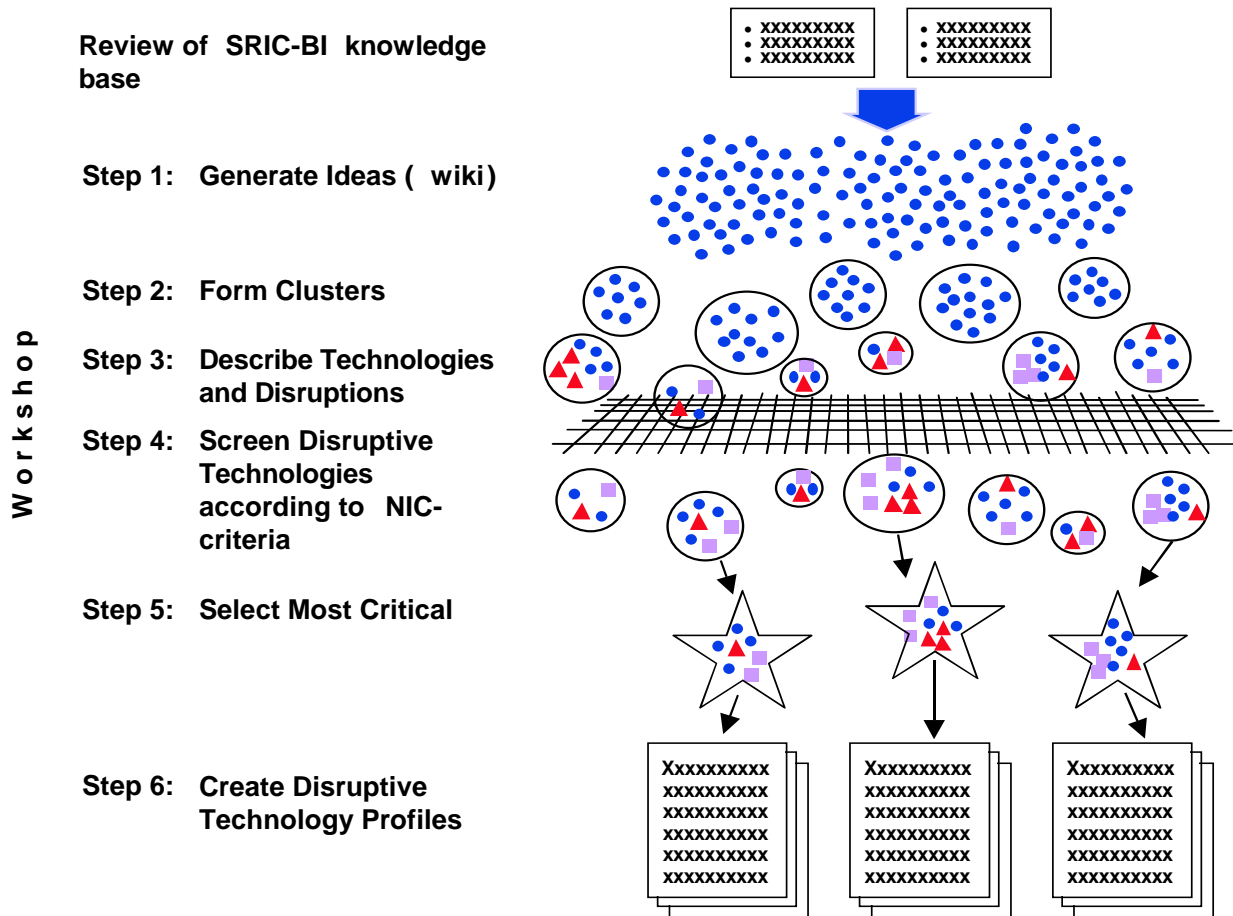 Review of SRIC-BI knowledge
base
• xxxxxxxxx
• xxxxxxxxx
• xxxxxxxxx
• xxxxxxxxx
• xxxxxxxxx
• xxxxxxxxx
Workshop
Step 1: Generate Ideas ( wiki)
Step 2: Form Clusters
Step 3: Describe Technologies
and Disruptions
Step 4: Screen Disruptive
Technologies
according to NIC-
criteria
Step 5: Select Most Critical
Step 6: Create Disruptive
Technology Profiles
Xxxxxxxxxx
xxxxxxxxxx
xxxxxxxxxx
xxxxxxxxxx
xxxxxxxxxx
xxxxxxxxxx
Xxxxxxxxxx
xxxxxxxxxx
xxxxxxxxxx
xxxxxxxxxx
xxxxxxxxxx
xxxxxxxxxx
Xxxxxxxxxx
xxxxxxxxxx
xxxxxxxxxx
xxxxxxxxxx
xxxxxxxxxx
xxxxxxxxxx